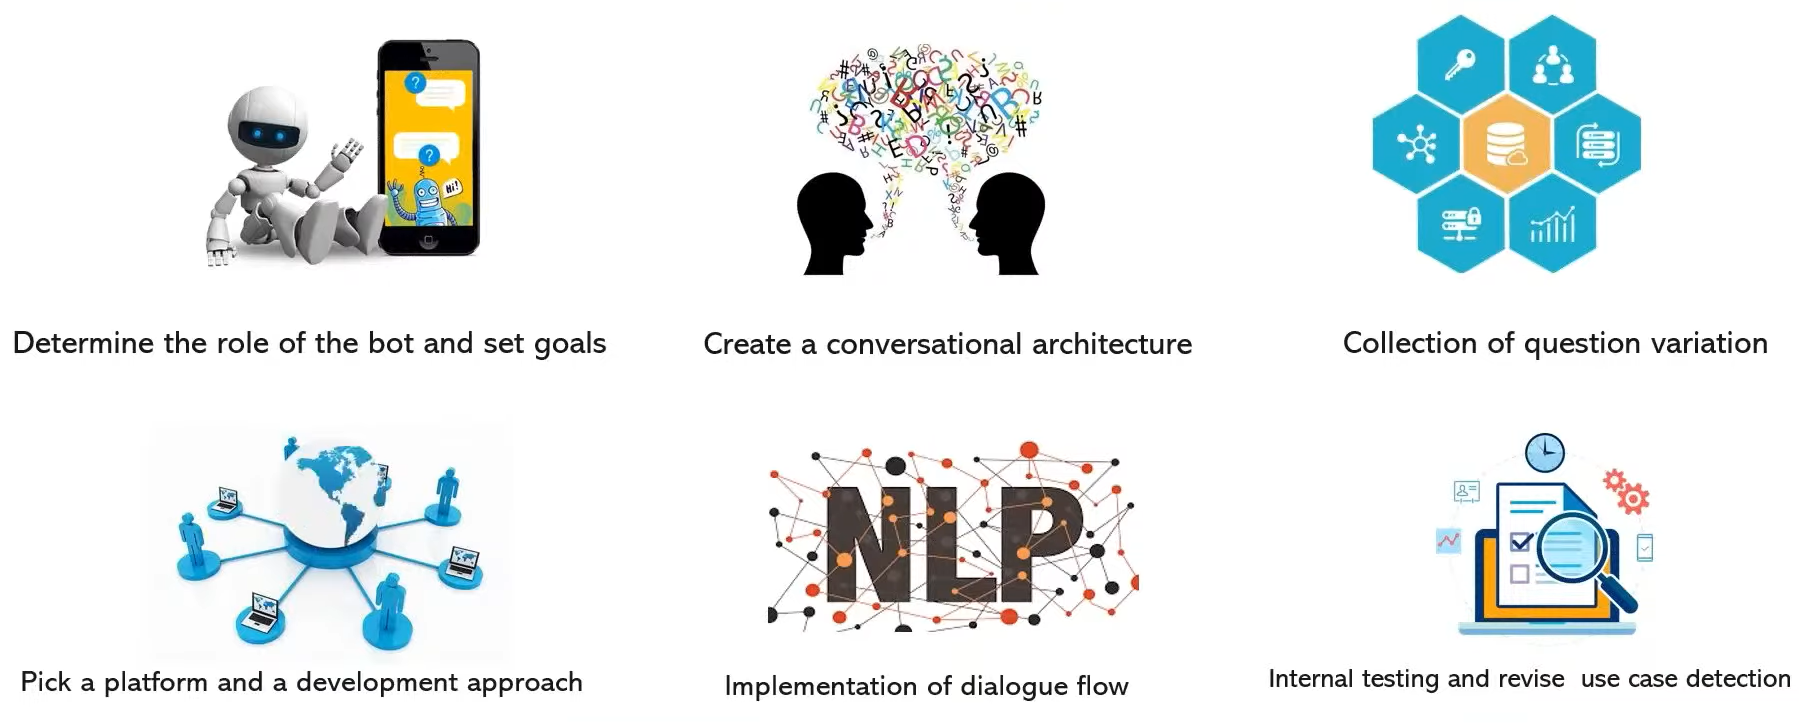 Hi!
Determine the role of the bot and set goals
Create a conversational architecture
Collection of question variation
NLP
Pick a platform and a development approach
Implementation of dialogue flow
Internal testing and revise use case detection